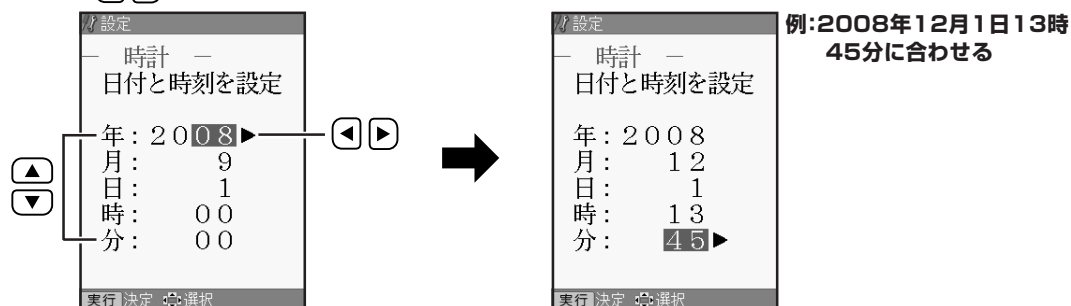 設定
― 時計 ―
日付と時刻を設定
年：2008▶
月： 9
日： 1
時： 00
分： 00
実行 決定 選択
▲
▼
◀ ▶
設定
― 時計 ―
日付と時刻を設定
年：2008
月： 12
日： 1
時： 13
分： 45▶
実行 決定 選択
例:2008年12月1日13時
45分に合わせる